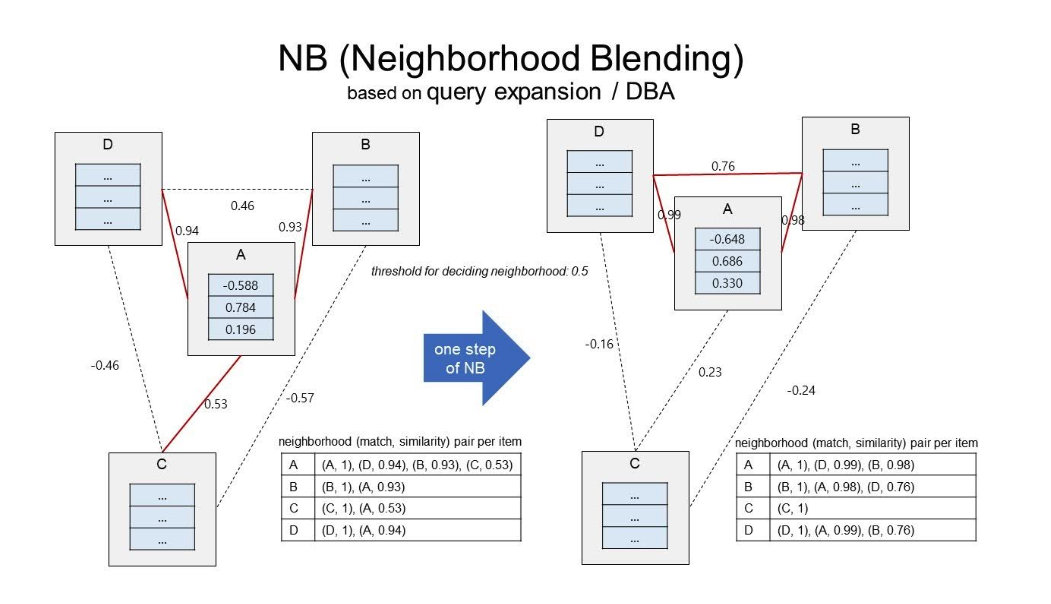 NB (Neighborhood Blending)
based on query expansion / DBA
D
...
...
...
B
...
...
...
0.46
0.94
0.93
A
-0.588
0.784
0.196
-0.46
0.53
-0.57
C
...
...
...
threshold for deciding neighborhood: 0.5
one step
of NB
neighborhood (match, similarity) pair per item
A (A, 1), (D, 0.94), (B, 0.93), (C, 0.53)
B (B, 1), (A, 0.93)
C (C, 1), (A, 0.53)
D (D, 1), (A, 0.94)
D
...
...
...
B
...
...
...
0.76
0.99
0.98
A
-0.648
0.686
0.330
-0.16
0.23
-0.24
C
...
...
...
neighborhood (match, similarity) pair per item
A (A, 1), (D, 0.99), (B, 0.98)
B (B, 1), (A, 0.98), (D, 0.76)
C (C, 1)
D (D, 1), (A, 0.99), (B, 0.76)